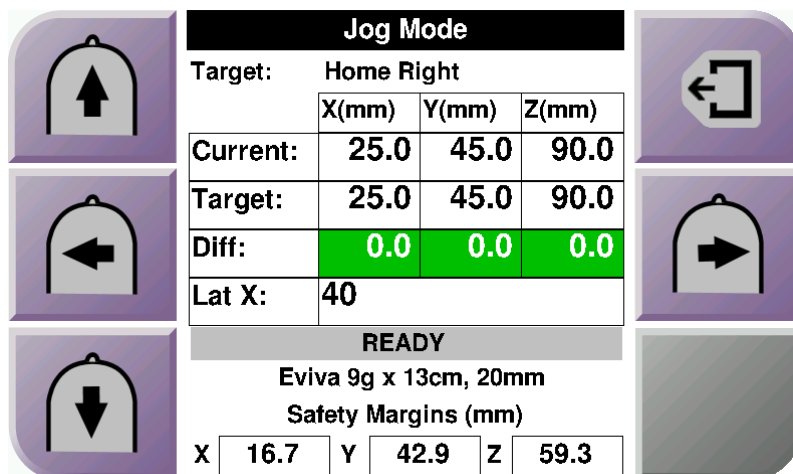 Jog Mode
Target: Home Right
X(mm) Y(mm) Z(mm)
Current: 25.0 45.0 90.0
Target: 25.0 45.0 90.0
Diff: 0.0 0.0 0.0
Lat X: 40
READY
Eviva 9g x 13cm, 20mm
Safety Margins (mm)
X 16.7 Y 42.9 Z 59.3